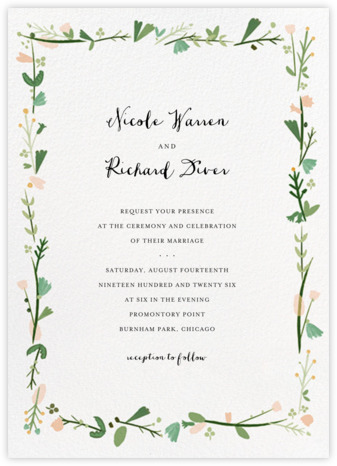 Nicole Warren
AND
Richard Diver
REQUEST YOUR PRESENCE
AT THE CEREMONY AND CELEBRATION
OF THEIR MARRIAGE
· · ·
SATURDAY, AUGUST FOURTEENTH
NINETEEN HUNDRED AND TWENTY SIX
AT SIX IN THE EVENING
PROMONTORY POINT
BURNHAM PARK, CHICAGO
reception to follow